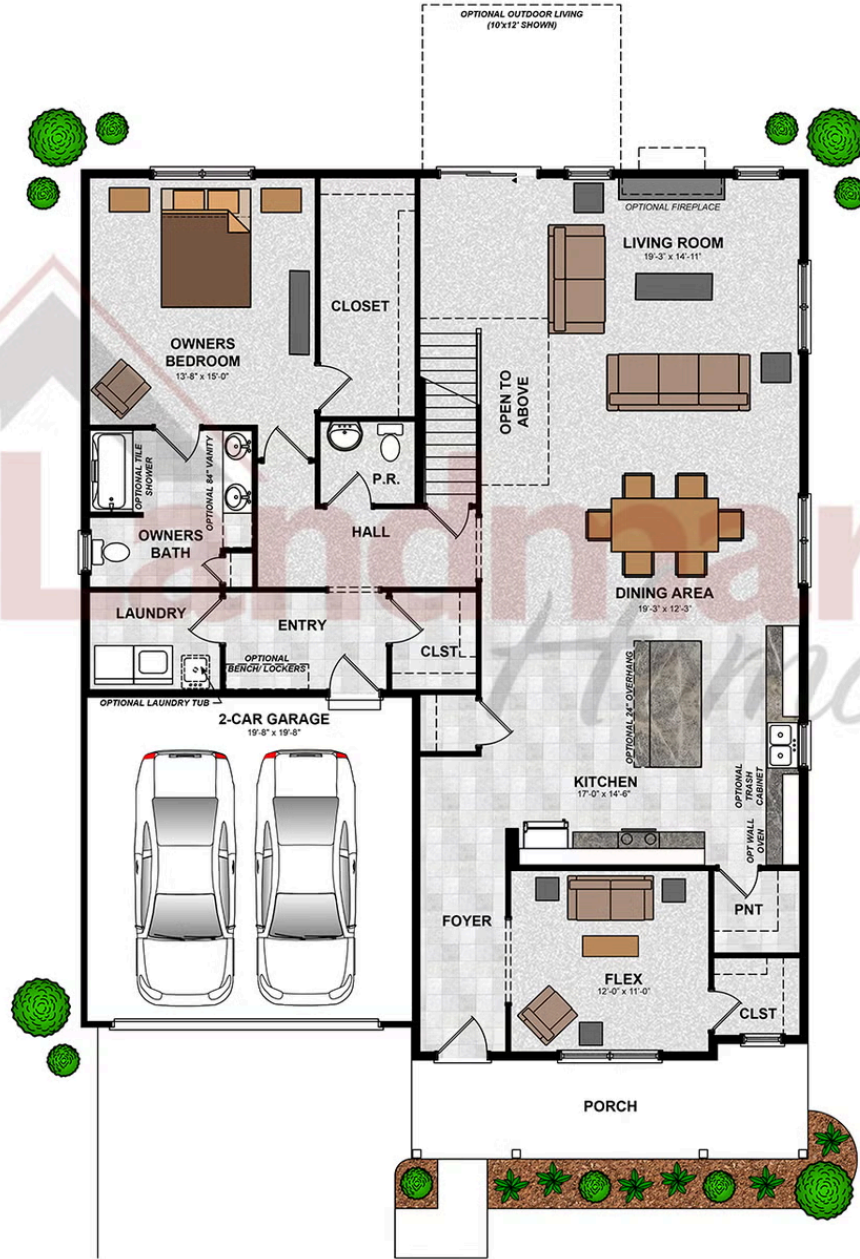 OPTIONAL OUTDOOR LIVING
(10'x12' SHOWN)
OPTIONAL FIREPLACE
LIVING ROOM
19'-3" x 14'-11"
CLOSET
OWNERS
BEDROOM
13'-8" x 15'-0"
OPEN TO
ABOVE
OPTIONAL TILE
SHOWER
OPTIONAL 84" VANITY
P.R.
OWNERS
BATH
HALL
Landmar
Homo
DINING AREA
19'-3" x 12'-3"
LAUNDRY
ENTRY
CLST
OPTIONAL
BENCH/ LOCKERS
OPTIONAL LAUNDRY TUB
2-CAR GARAGE
19'-8" x 19'-8"
OPTIONAL 24" OVERHANG
KITCHEN
17'-0" x 14'-6"
OPTIONAL
TRASH
CABINET
OPT WALL
OVEN
PNT
FOYER
FLEX
12'-0" x 11'-0"
CLST
PORCH